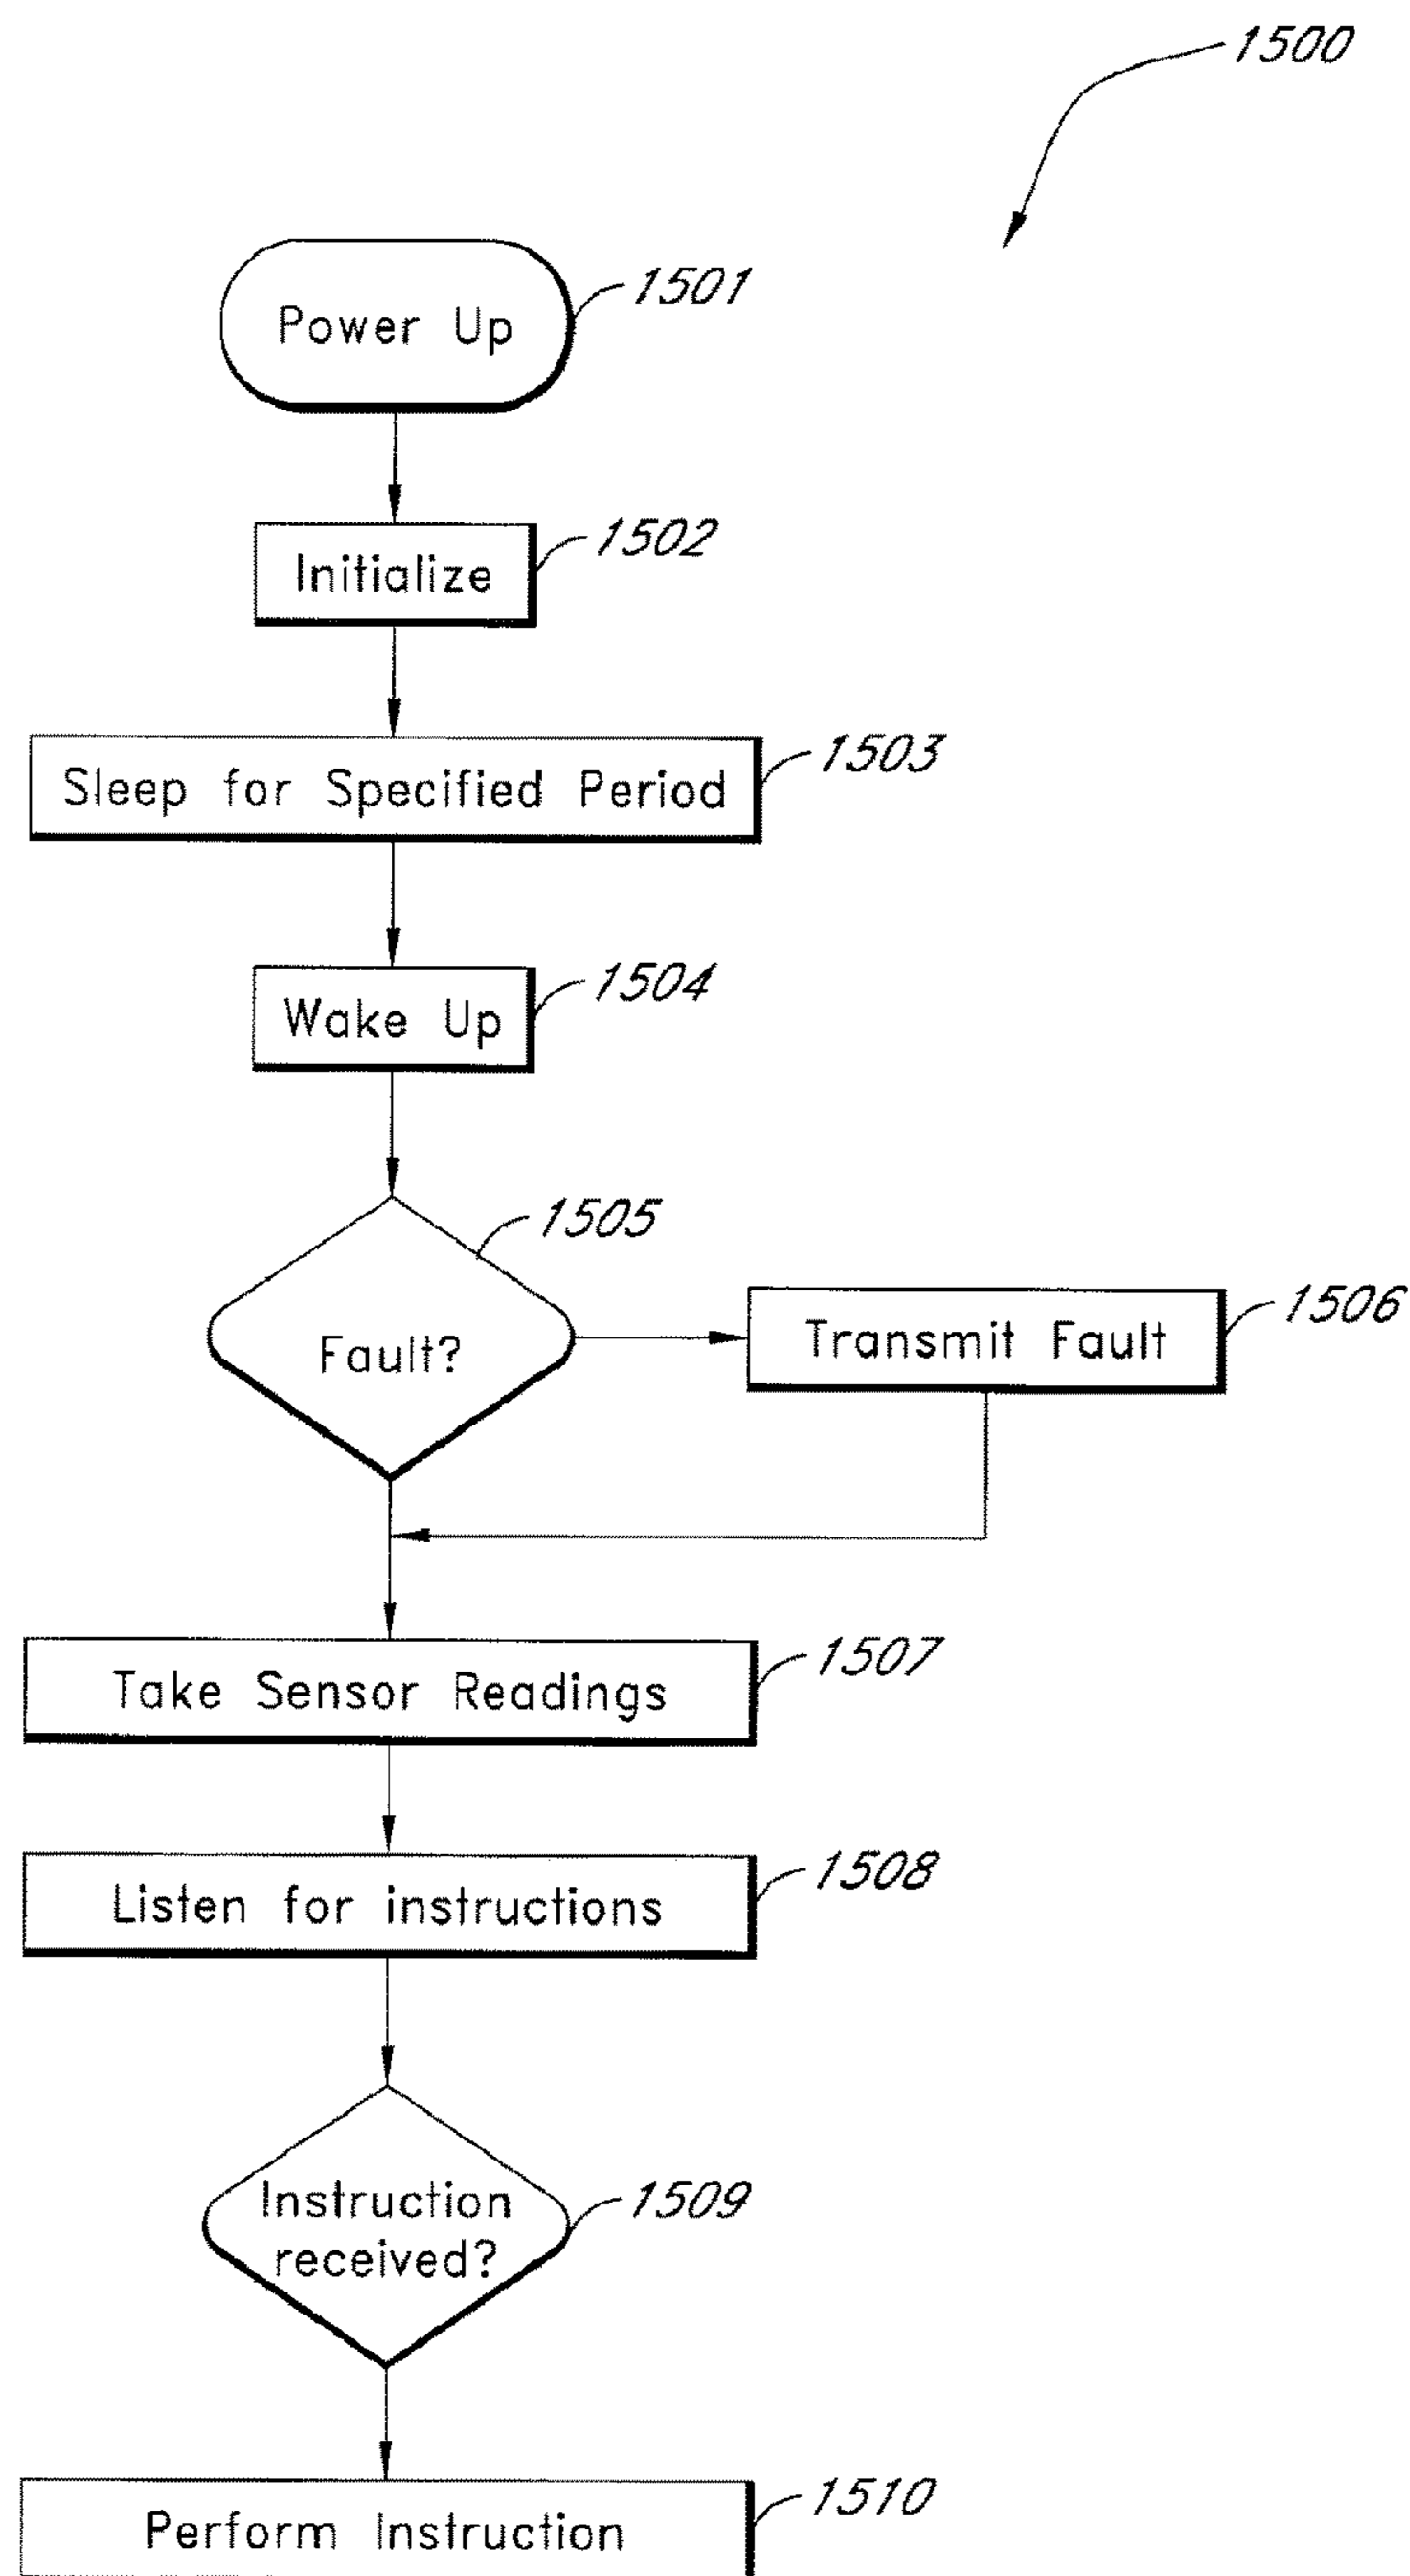 1500
Power Up
1501
Initialize
1502
Sleep for Specified Period
1503
Wake Up
1504
1505
Fault?
Transmit Fault
1506
Take Sensor Readings
1507
Listen for instructions
1508
Instruction
received?
1509
Perform Instruction
1510